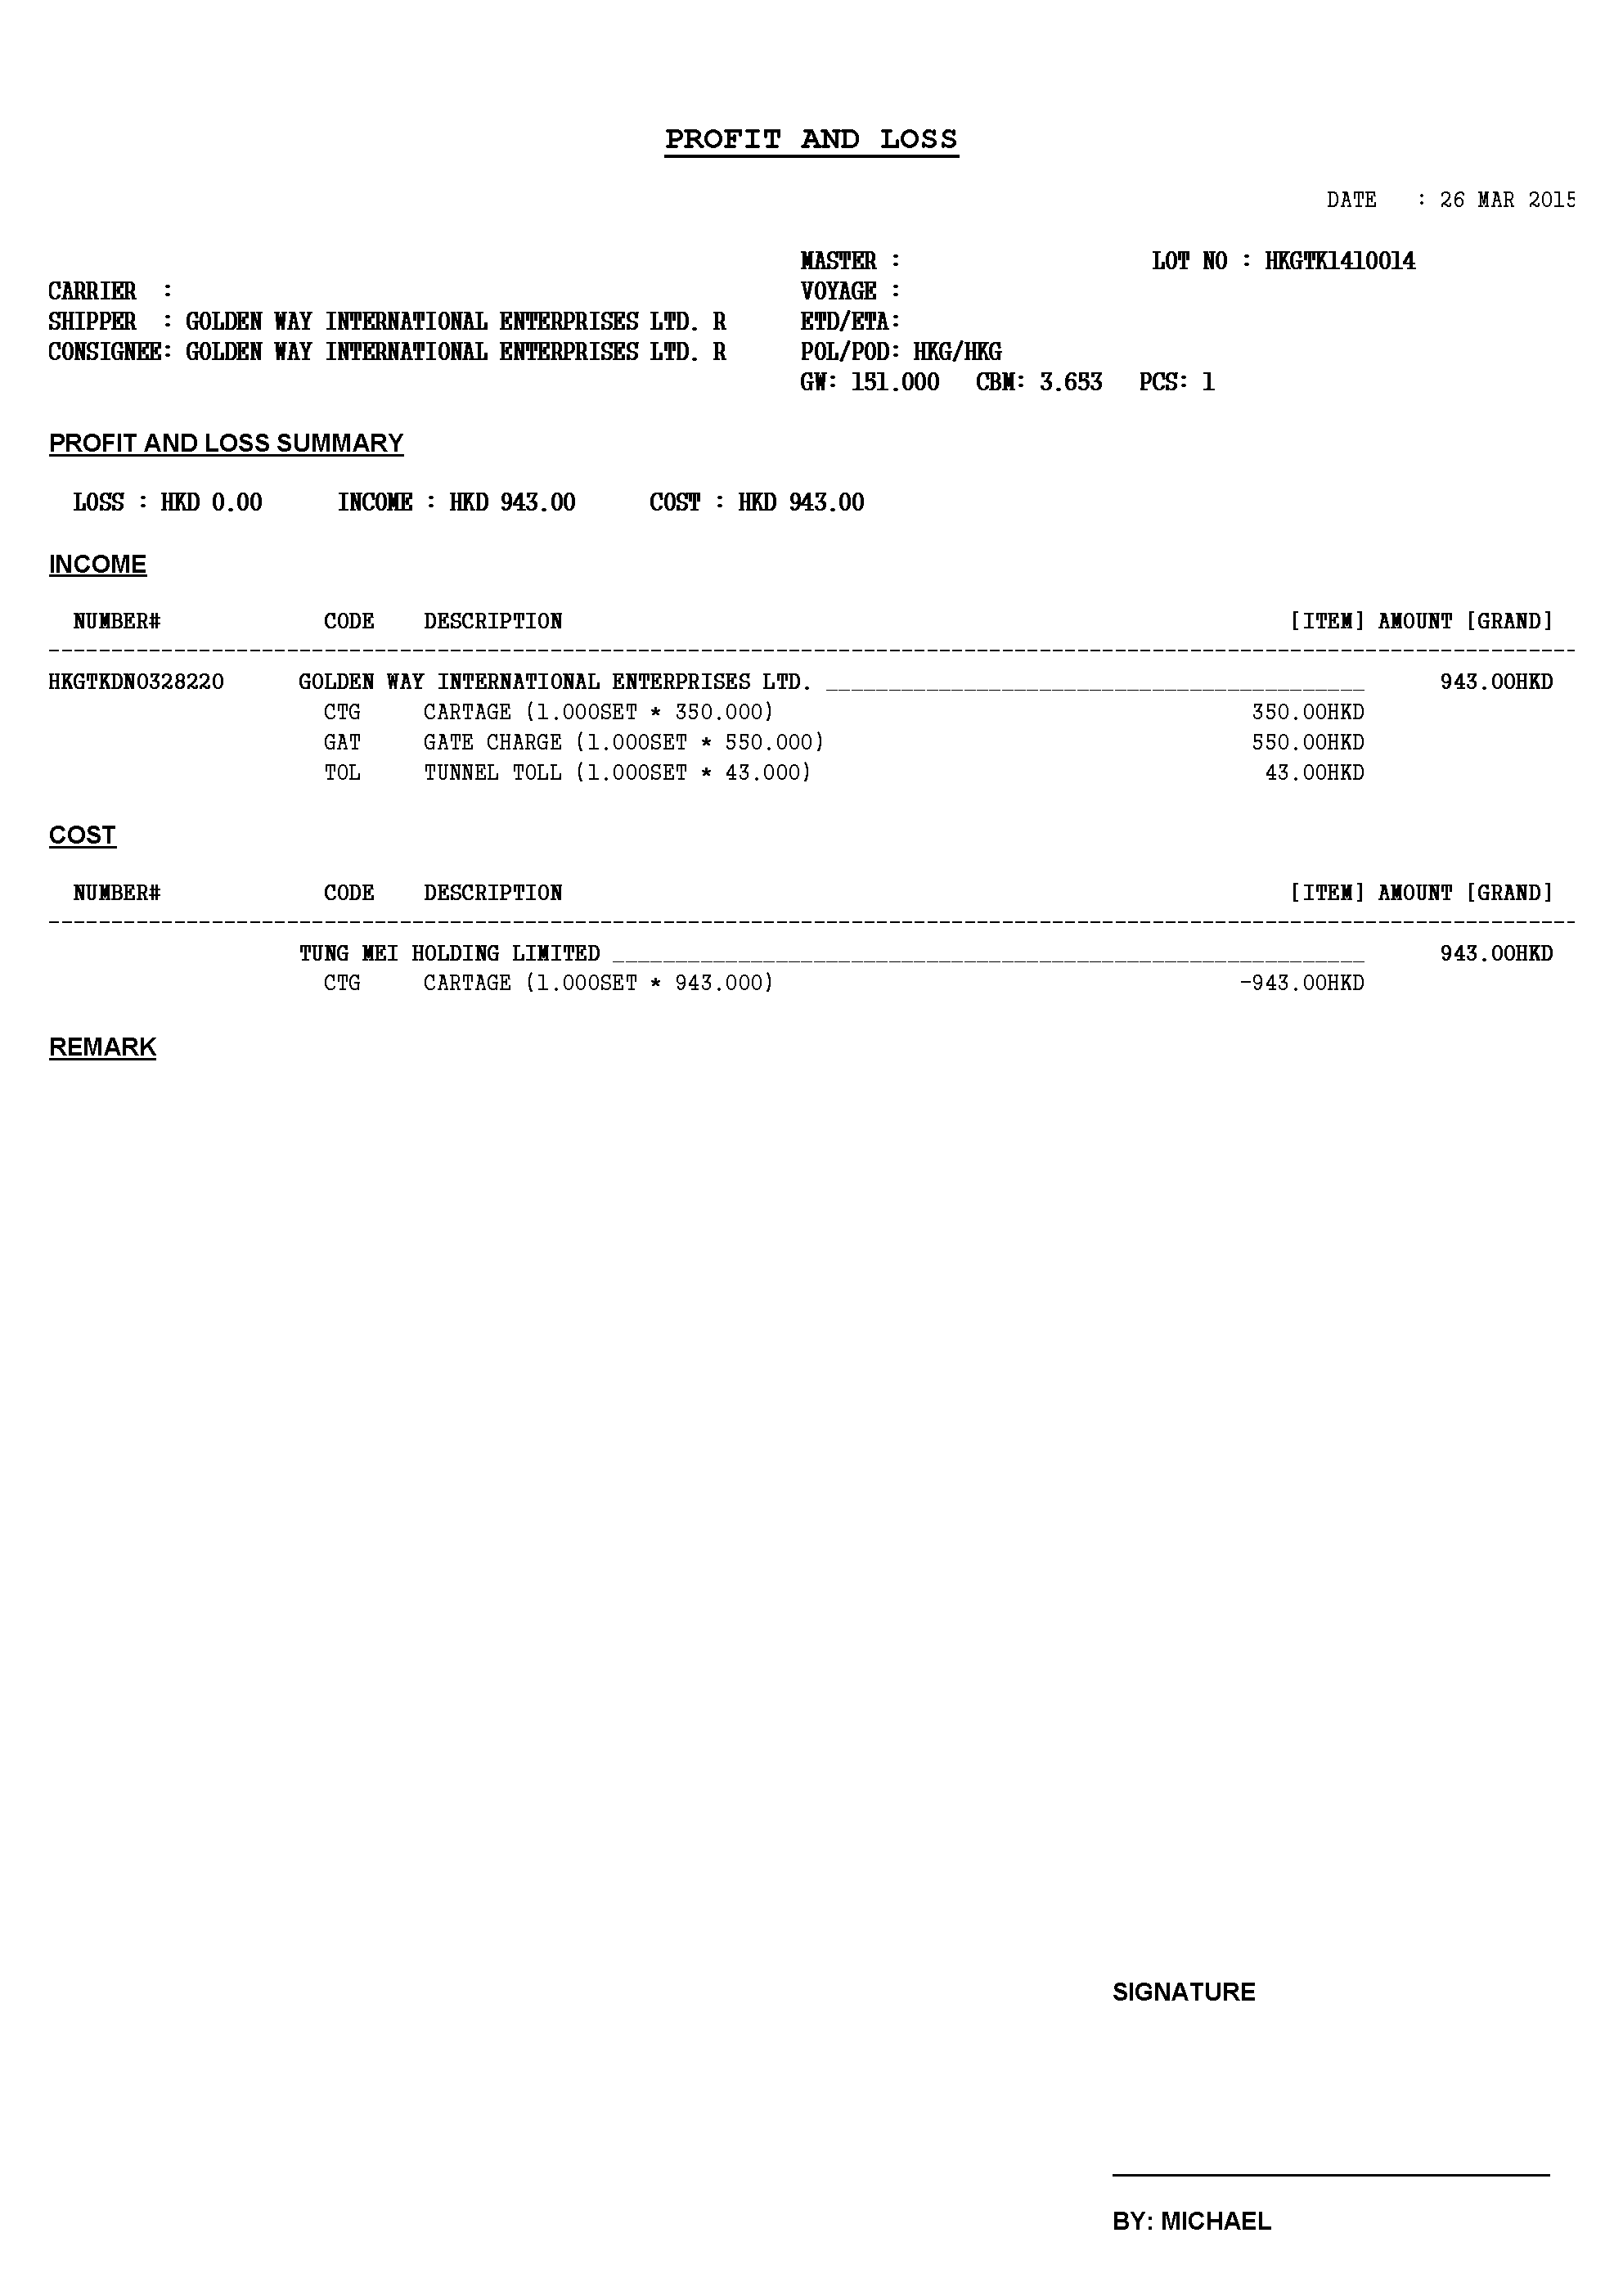 PROFIT AND LOSS
DATE : 26 MAR 2015
MASTER : LOT NO : HKGTK1410014
CARRIER : VOYAGE :
SHIPPER : GOLDEN WAY INTERNATIONAL ENTERPRISES LTD. R ETD/ETA:
CONSIGNEE: GOLDEN WAY INTERNATIONAL ENTERPRISES LTD. R POL/POD: HKG/HKG
GW: 151.000 CBM: 3.653 PCS: 1
PROFIT AND LOSS SUMMARY
LOSS : HKD 0.00 INCOME : HKD 943.00 COST : HKD 943.00
INCOME
NUMBER# CODE DESCRIPTION [ITEM] AMOUNT [GRAND]
HKGTKDN0328220 GOLDEN WAY INTERNATIONAL ENTERPRISES LTD. 943.00HKD
CTG CARTAGE (1.000SET * 350.000) 350.00HKD
GAT GATE CHARGE (1.000SET * 550.000) 550.00HKD
TOL TUNNEL TOLL (1.000SET * 43.000) 43.00HKD
COST
NUMBER# CODE DESCRIPTION [ITEM] AMOUNT [GRAND]
TUNG MEI HOLDING LIMITED 943.00HKD
CTG CARTAGE (1.000SET * 943.000) -943.00HKD
REMARK
SIGNATURE
BY: MICHAEL